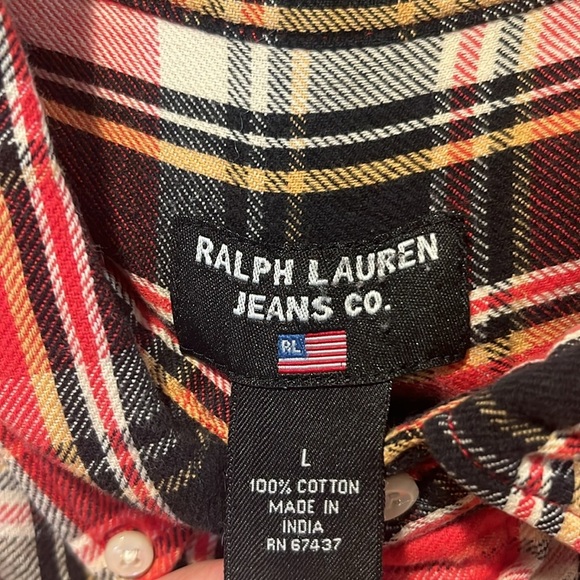 RALPH LAUREN
JEANS CO.
RL
L
100% COTTON
MADE IN
INDIA
RN 67437